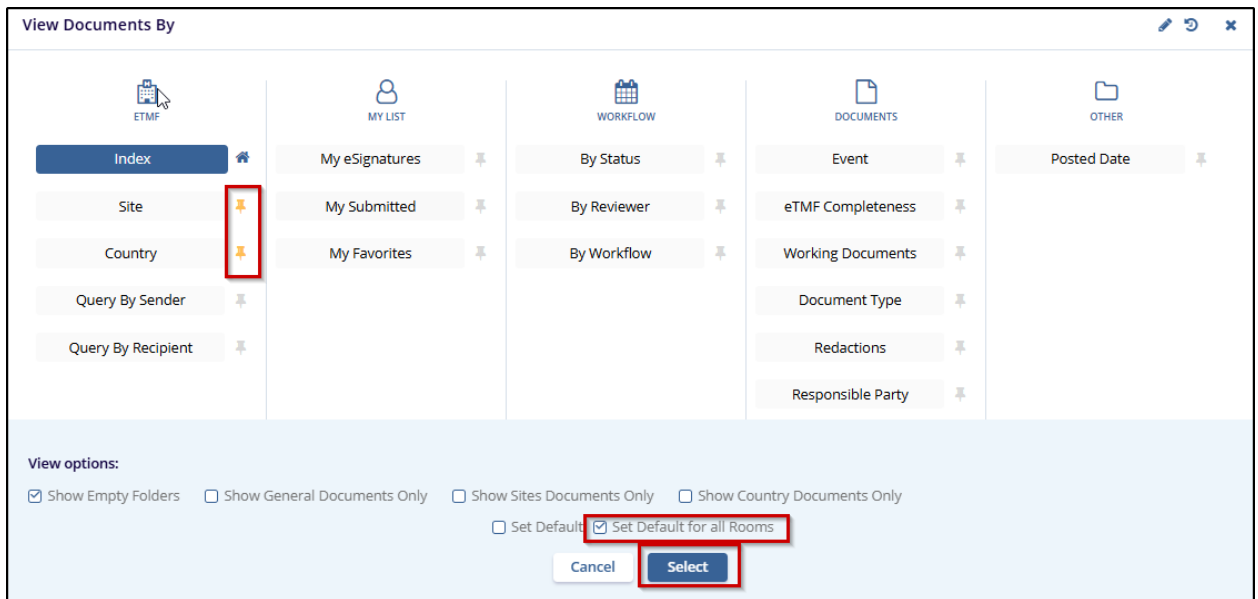 View Documents By
ETMF
MY LIST
WORKFLOW
DOCUMENTS
OTHER
Index
My eSignatures
By Status
Event
Posted Date
Site
My Submitted
By Reviewer
eTMF Completeness
Country
My Favorites
By Workflow
Working Documents
Query By Sender
Document Type
Query By Recipient
Redactions
Responsible Party
View options:
Show Empty Folders
Show General Documents Only
Show Sites Documents Only
Show Country Documents Only
Set Default
Set Default for all Rooms
Cancel
Select